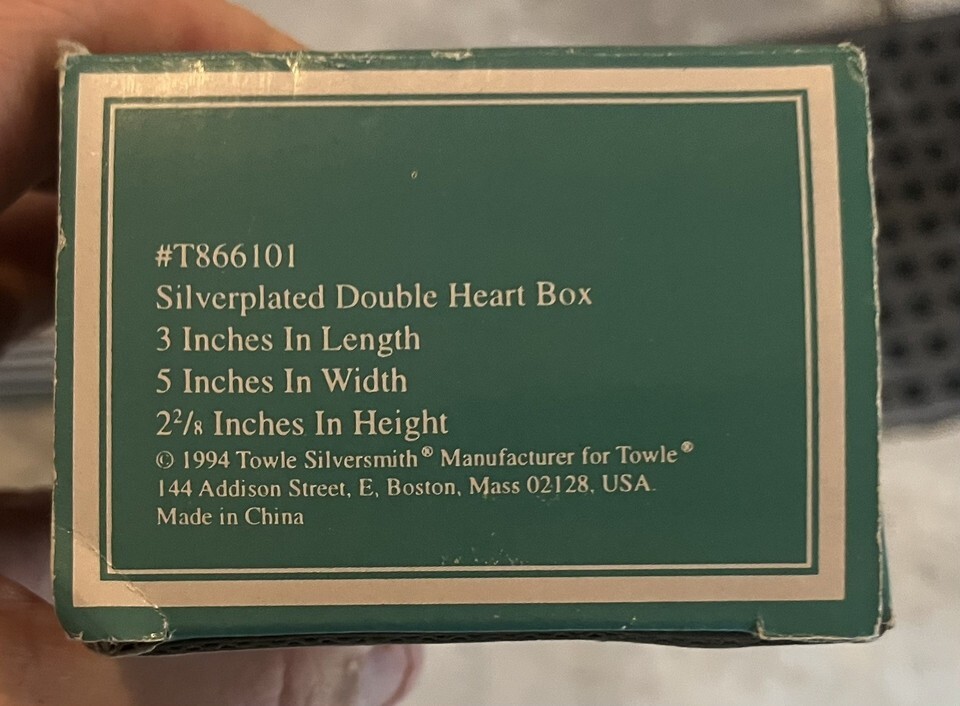 #T866101
Silverplated Double Heart Box
3 Inches In Length
5 Inches In Width
2²/₈ Inches In Height
© 1994 Towle Silversmith® Manufacturer for Towle®
144 Addison Street, E, Boston, Mass 02128, USA.
Made in China